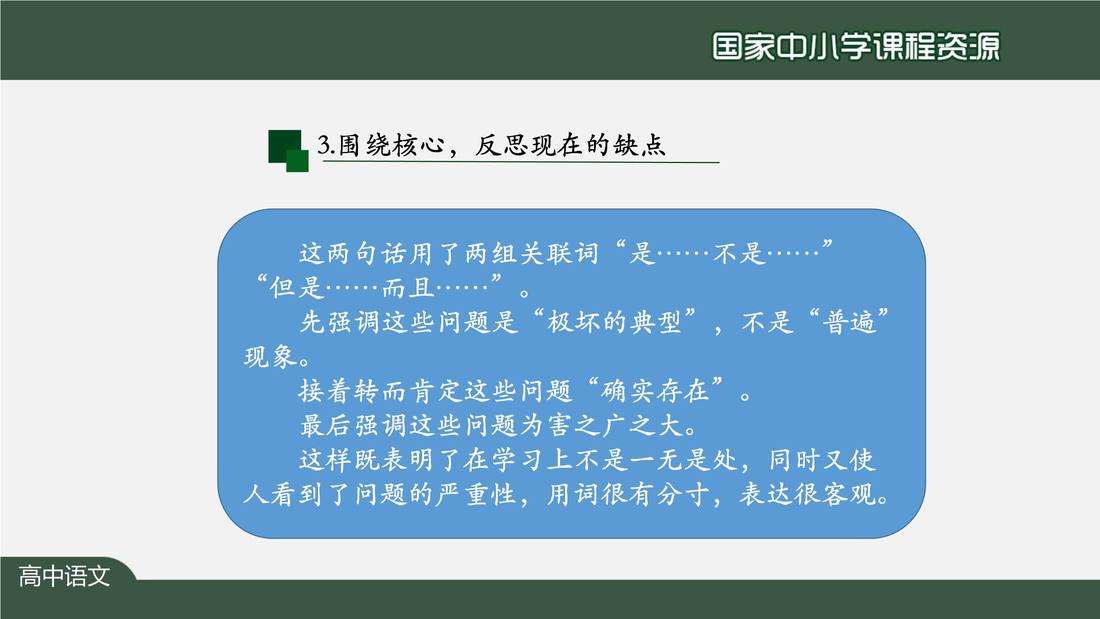 国家中小学课程资源
3.围绕核心，反思现在的缺点
这两句话用了两组关联词“是……不是……”
“但是……而且……”。
先强调这些问题是“极坏的典型”，不是“普遍”
现象。
接着转而肯定这些问题“确实存在”。
最后强调这些问题为害之广之大。
这样既表明了在学习上不是一无是处，同时又使
人看到了问题的严重性，用词很有分寸，表达很客观。
高中语文